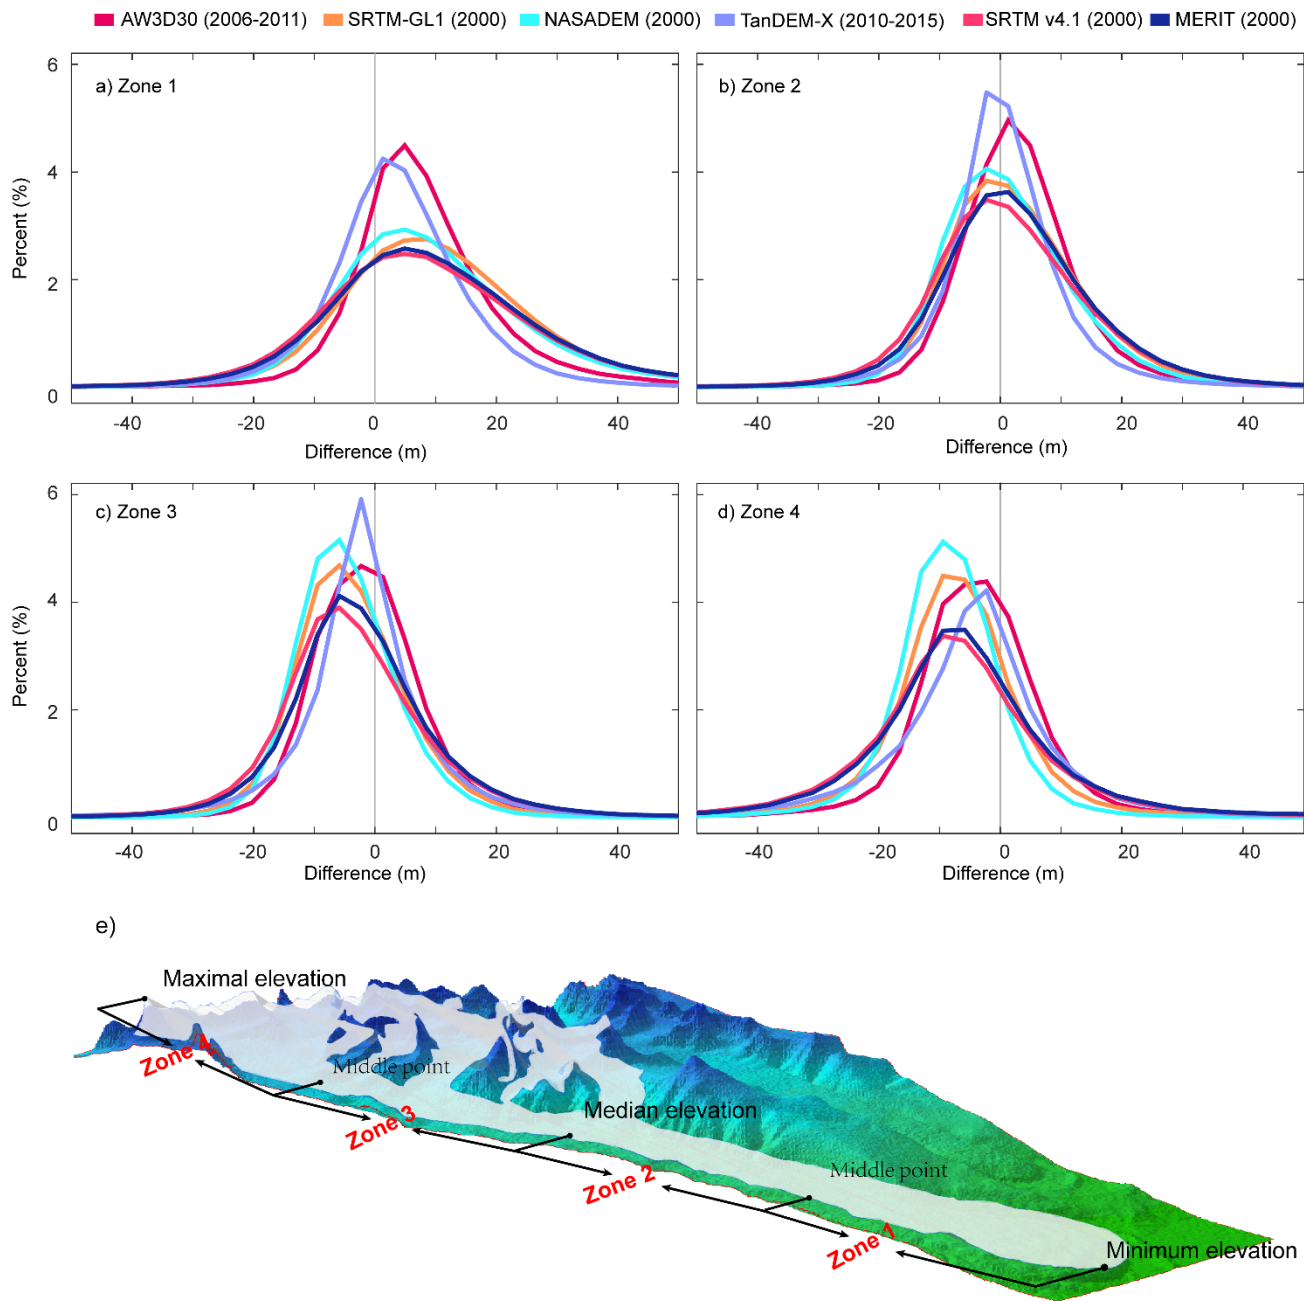 AW3D30 (2006-2011) SRTM-GL1 (2000) NASADEM (2000) TanDEM-X (2010-2015) SRTM v4.1 (2000) MERIT (2000)
a) Zone 1
6
4
2
0
Percent (%)
-40 -20 0 20 40
Difference (m)
b) Zone 2
-40 -20 0 20 40
Difference (m)
c) Zone 3
6
4
2
0
Percent (%)
-40 -20 0 20 40
Difference (m)
d) Zone 4
-40 -20 0 20 40
Difference (m)
e)
Maximal elevation
Zone 4
Middle point
Zone 3
Median elevation
Zone 2
Middle point
Zone 1
Minimum elevation